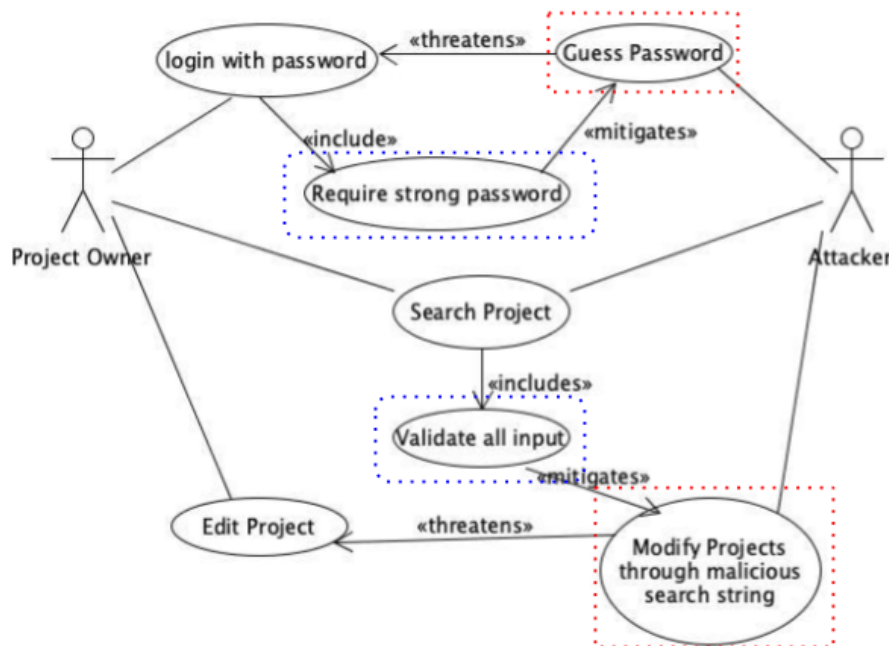 «threatens»
login with password
Guess Password
«include»
«mitigates»
Require strong password
Project Owner
Attacker
Search Project
«includes»
Validate all input
«mitigates»
Edit Project
«threatens»
Modify Projects
through malicious
search string